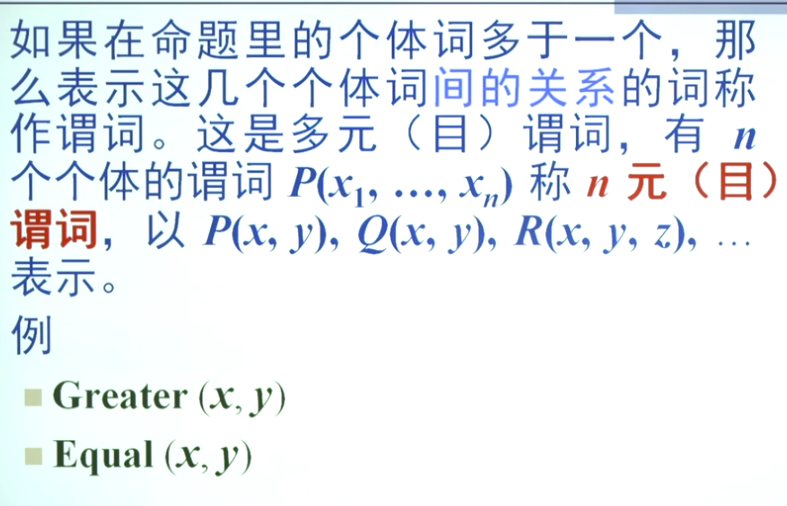 如果在命题里的个体词多于一个，那
么表示这几个个体词间的关系的词称
作谓词。这是多元（目）谓词，有 n
个个体的谓词 P(x₁, …, xₙ) 称 n 元（目）
谓词，以 P(x, y), Q(x, y), R(x, y, z), …
表示。
例
Greater (x, y)
Equal (x, y)